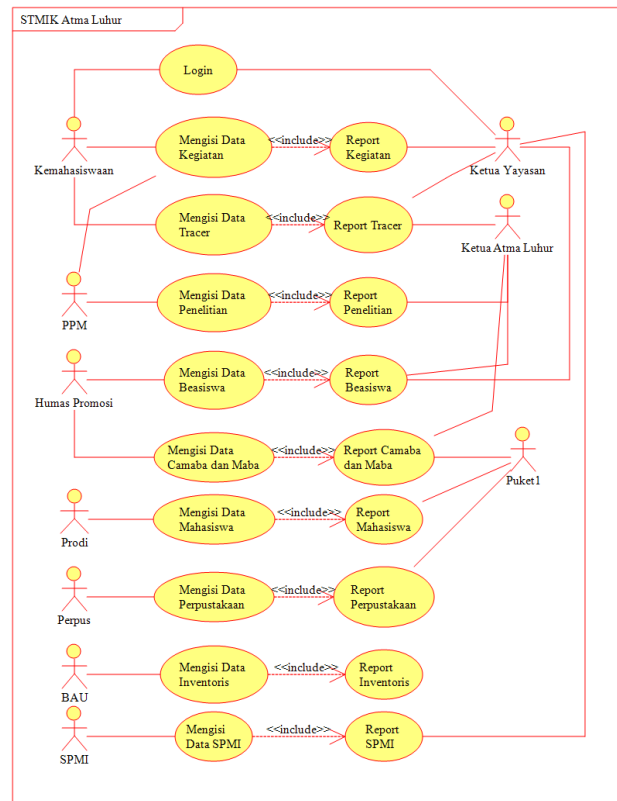 STMIK Atma Luhur
Login
Kemahasiswaan
Mengisi Data
Kegiatan
<<include>>
Report
Kegiatan
Ketua Yayasan
Mengisi Data
Tracer
<<include>>
Report Tracer
Ketua Atma Luhur
PPM
Mengisi Data
Penelitian
<<include>>
Report
Penelitian
Humas Promosi
Mengisi Data
Beasiswa
<<include>>
Report
Beasiswa
Mengisi Data
Camaba dan Maba
<<include>>
Report Camaba
dan Maba
Puket1
Prodi
Mengisi Data
Mahasiswa
<<include>>
Report
Mahasiswa
Perpus
Mengisi Data
Perpustakaan
<<include>>
Report
Perpustakaan
BAU
Mengisi Data
Inventoris
<<include>>
Report
Inventoris
SPMI
Mengisi
Data SPMI
<<include>>
Report
SPMI